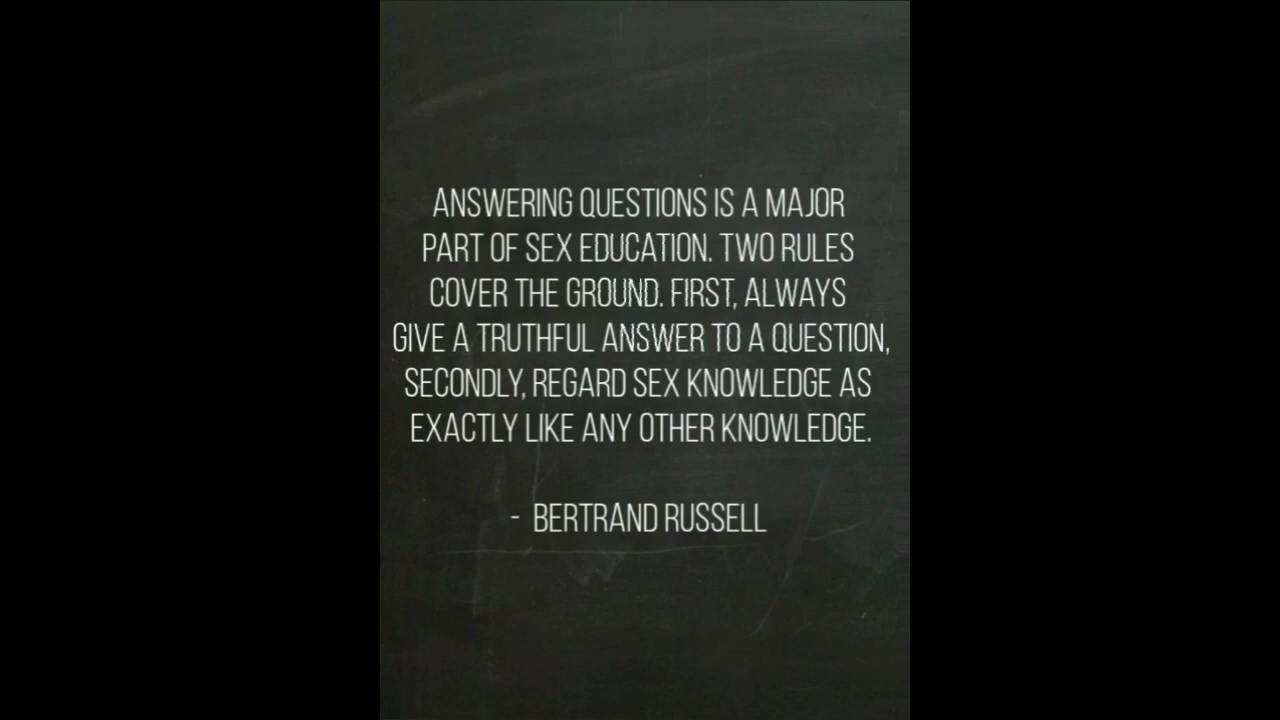 ANSWERING QUESTIONS IS A MAJOR
PART OF SEX EDUCATION. TWO RULES
COVER THE GROUND. FIRST, ALWAYS
GIVE A TRUTHFUL ANSWER TO A QUESTION,
SECONDLY, REGARD SEX KNOWLEDGE AS
EXACTLY LIKE ANY OTHER KNOWLEDGE.
- BERTRAND RUSSELL